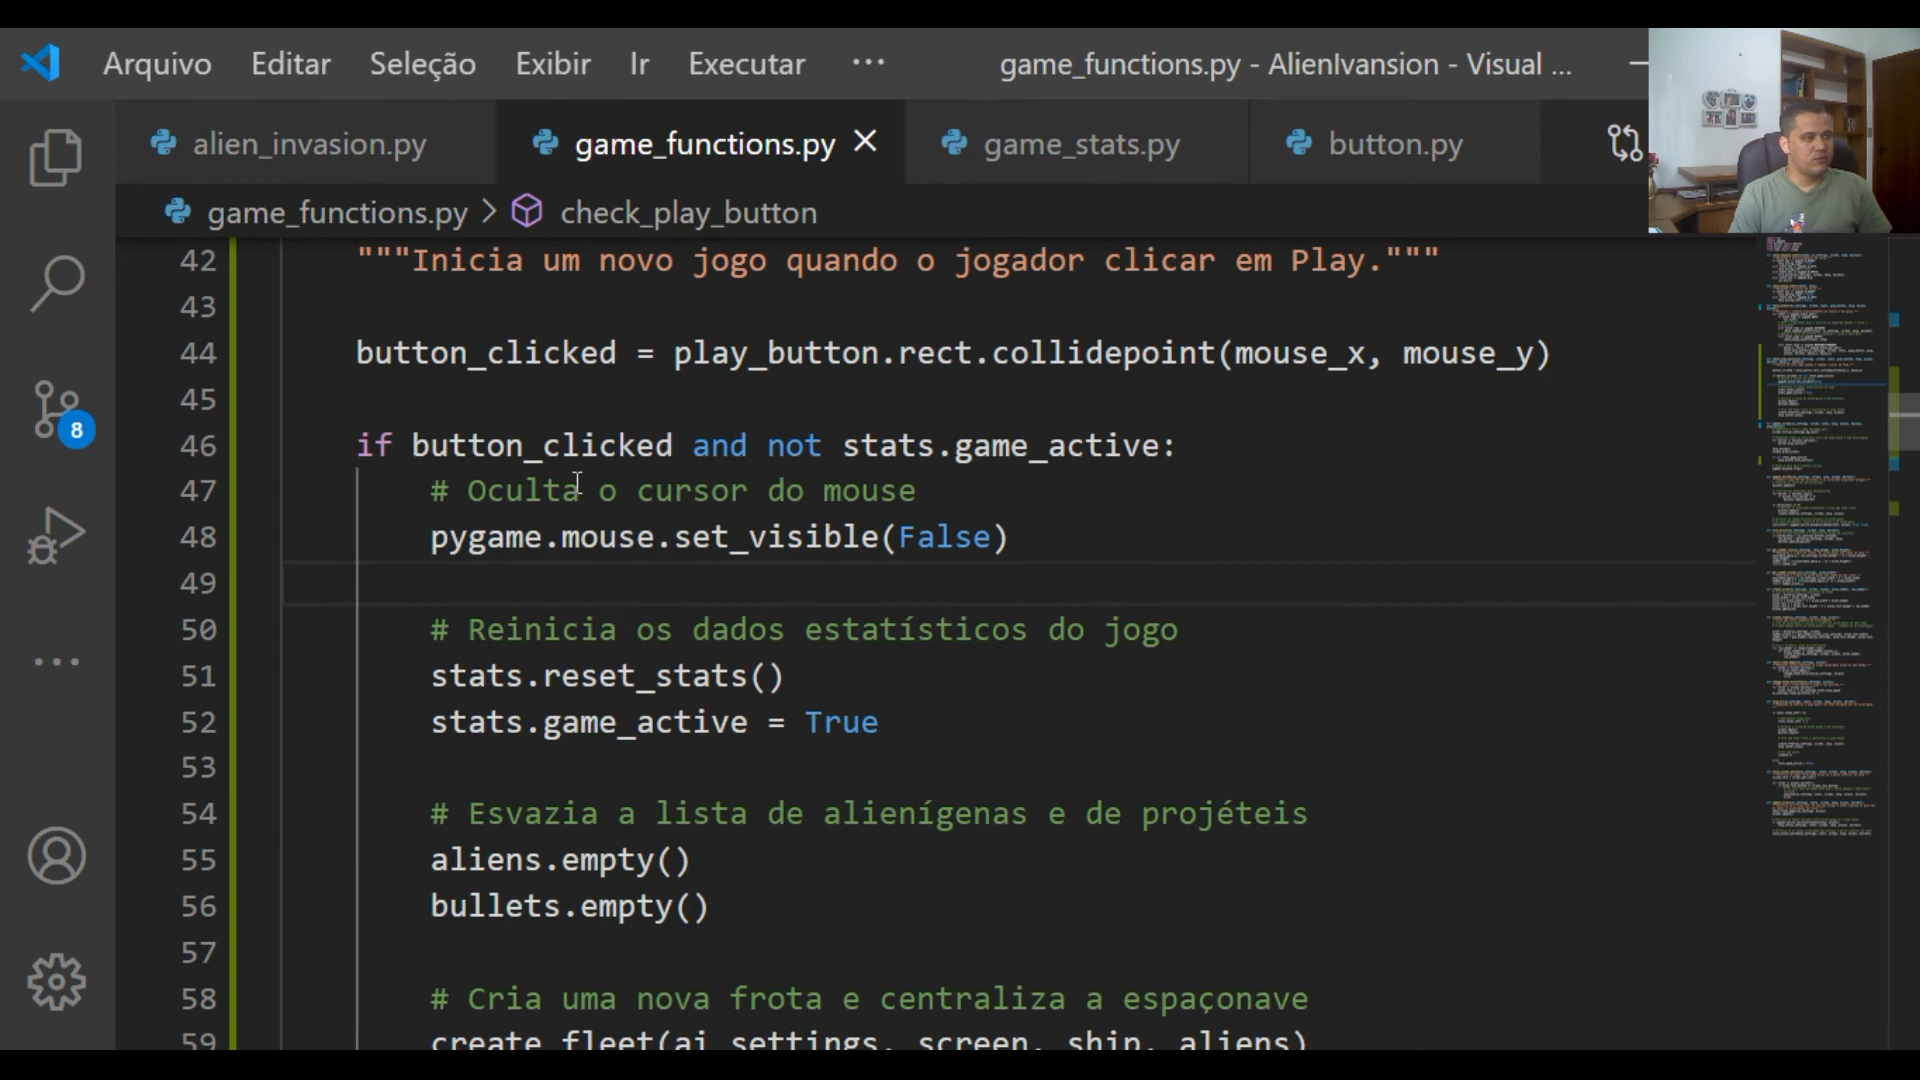 Arquivo Editar Seleção Exibir Ir Executar ··· game_functions.py - AlienIvansion - Visual ...
alien_invasion.py game_functions.py game_stats.py button.py
game_functions.py > check_play_button
42 """Inicia um novo jogo quando o jogador clicar em Play."""
43
44 button_clicked = play_button.rect.collidepoint(mouse_x, mouse_y)
45
46 if button_clicked and not stats.game_active:
47 # Oculta o cursor do mouse
48 pygame.mouse.set_visible(False)
49
50 # Reinicia os dados estatísticos do jogo
51 stats.reset_stats()
52 stats.game_active = True
53
54 # Esvazia a lista de alienígenas e de projéteis
55 aliens.empty()
56 bullets.empty()
57
58 # Cria uma nova frota e centraliza a espaçonave
59 create_fleet(ai_settings, screen, ship, aliens)
8